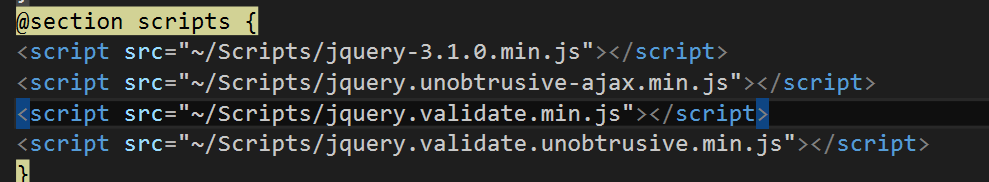 @section scripts {
<script src="~/Scripts/jquery-3.1.0.min.js"></script>
<script src="~/Scripts/jquery.unobtrusive-ajax.min.js"></script>
<script src="~/Scripts/jquery.validate.min.js"></script>
<script src="~/Scripts/jquery.validate.unobtrusive.min.js"></script>
}